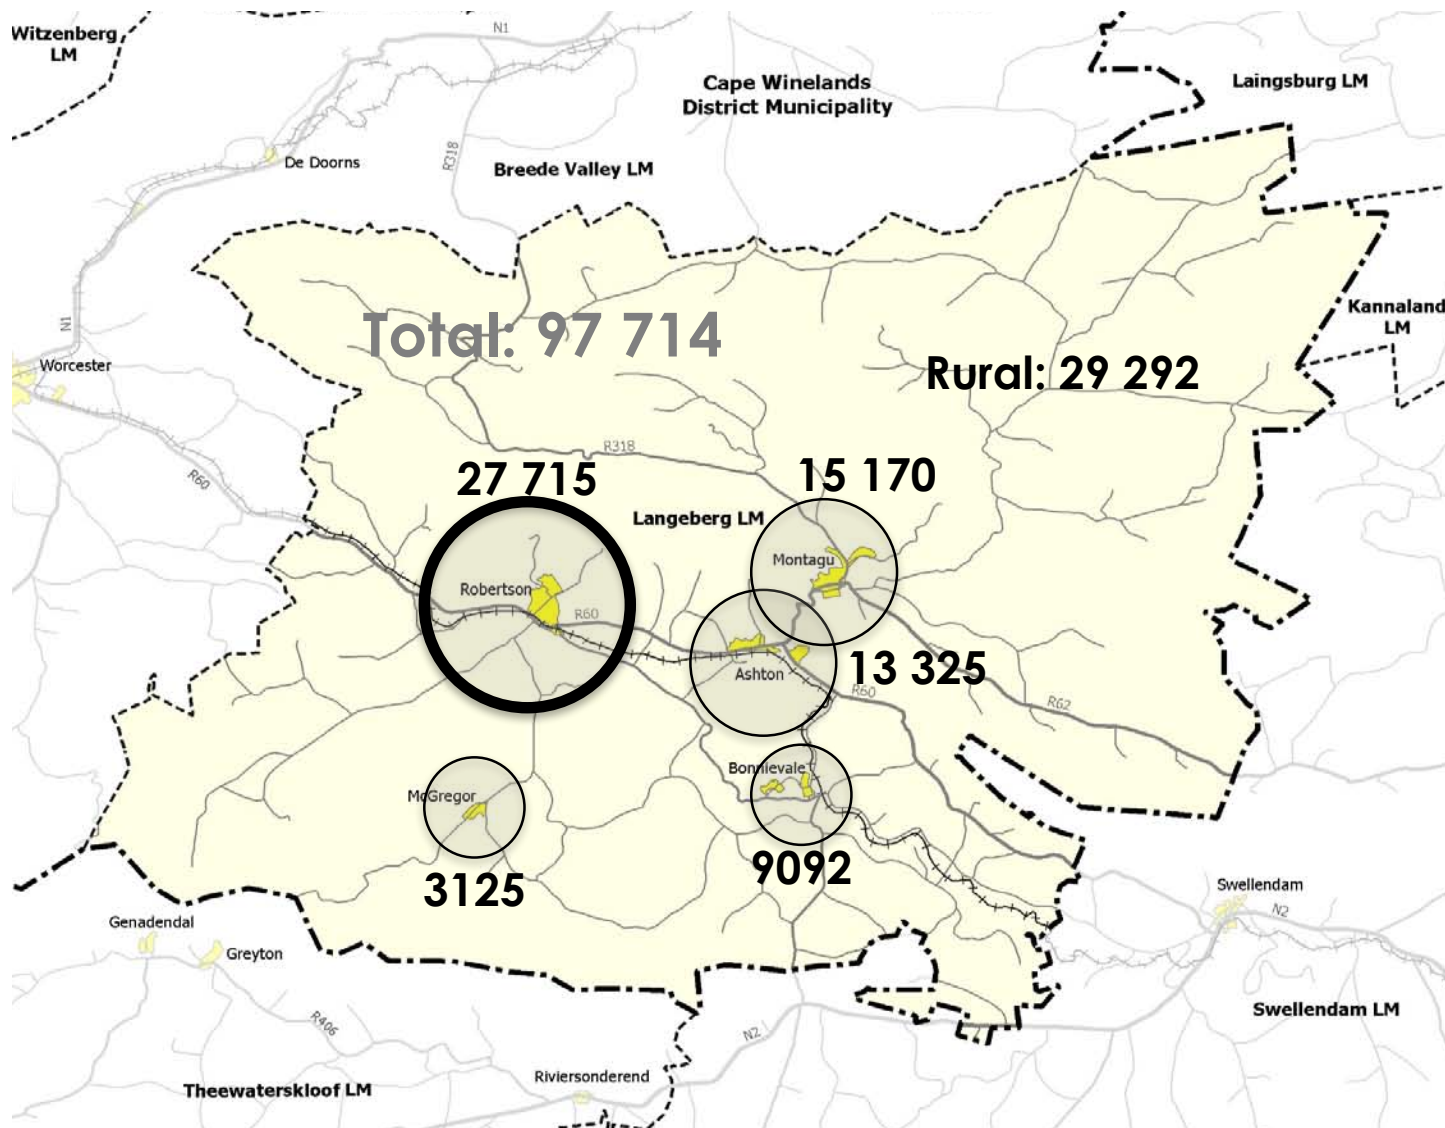 Witzenberg
LM
N1
Cape Winelands
District Municipality
Laingsburg LM
De Doorns
R318
Breede Valley LM
N1
Kannaland
LM
Total: 97 714
Worcester
Rural: 29 292
R318
R60
27 715
15 170
Langeberg LM
Montagu
Robertson
R60
Ashton
13 325
R60
R62
Bonnievale
McGregor
9092
3125
Swellendam
N2
Genadendal
Greyton
R406
N2
Swellendam LM
Riviersonderend
Theewaterskloof LM